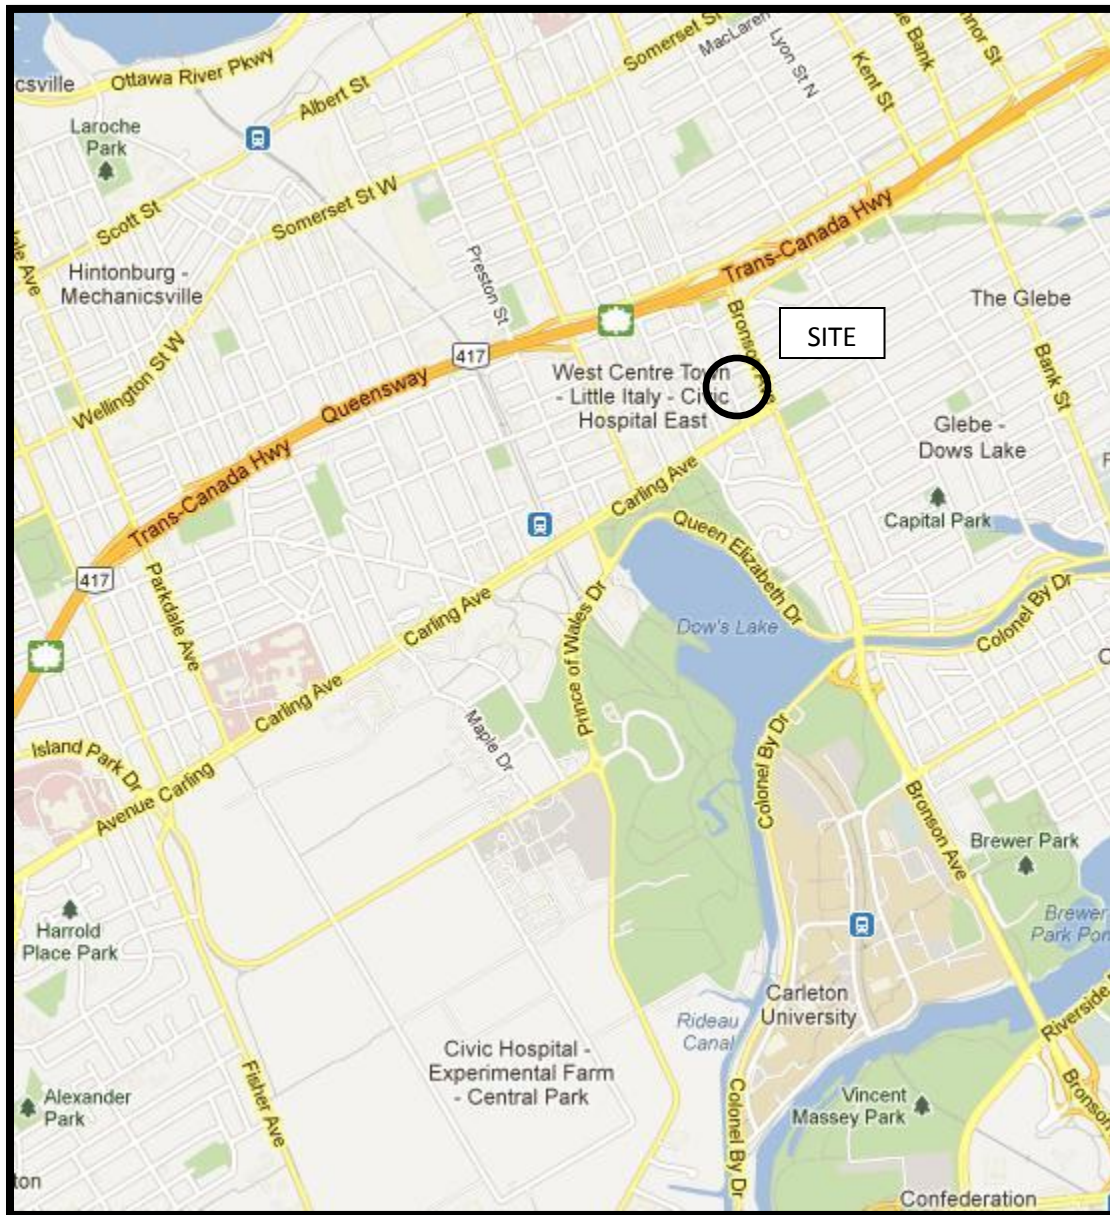 Somerset St
MacLaren
Lyon St N
Kent St
Bank
nnor St
Ottawa River Pkwy
csville
Albert St
Laroche
Park
Scott St
Somerset St W
Hintonburg -
Mechanicsville
Preston St
Trans-Canada Hwy
The Glebe
Bronson Ave
SITE
417
Queensway
Wellington St W
West Centre Town
- Little Italy - Civic
Hospital East
Bank St
Glebe -
Dows Lake
Trans-Canada Hwy
Carling Ave
Capital Park
Queen Elizabeth Dr
417
Parkdale Ave
Carling Ave
Prince of Wales Dr
Dow's Lake
Colonel By Dr
Carling Ave
Maple Dr
Island Park Dr
Avenue Carling
Colonel By Dr
Bronson Ave
Brewer Park
Harrold
Place Park
Brewer
Park Pon
Carleton
University
Rideau
Canal
Riverside
Civic Hospital -
Experimental Farm
- Central Park
Fisher Ave
Alexander
Park
Vincent
Massey Park
Bronson
Colonel By Dr
ton
Confederation